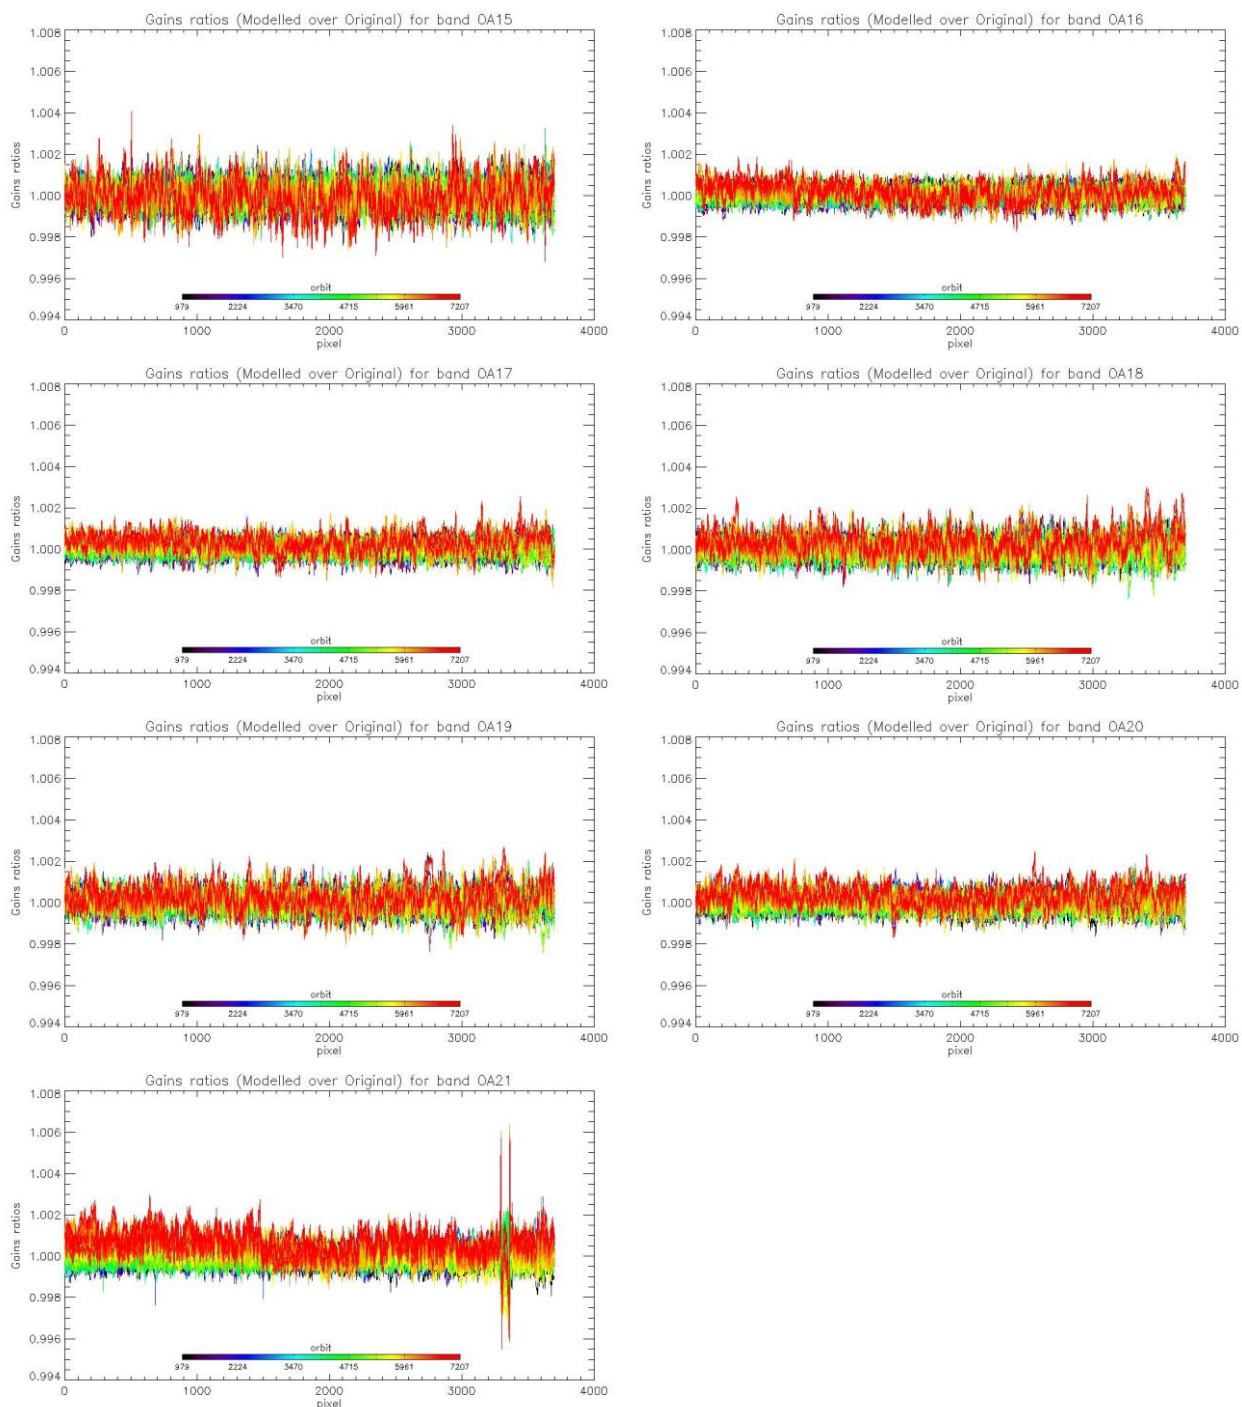 Gains ratios (Modelled over Original) for band OA15
1.008
1.006
1.004
1.002
1.000
0.998
0.996
0.994
Gains ratios
orbit
979 2224 3470 4715 5961 7207
0 1000 2000 3000 4000
pixel
Gains ratios (Modelled over Original) for band OA16
1.008
1.006
1.004
1.002
1.000
0.998
0.996
0.994
Gains ratios
orbit
979 2224 3470 4715 5961 7207
0 1000 2000 3000 4000
pixel
Gains ratios (Modelled over Original) for band OA17
1.008
1.006
1.004
1.002
1.000
0.998
0.996
0.994
Gains ratios
orbit
979 2224 3470 4715 5961 7207
0 1000 2000 3000 4000
pixel
Gains ratios (Modelled over Original) for band OA18
1.008
1.006
1.004
1.002
1.000
0.998
0.996
0.994
Gains ratios
orbit
979 2224 3470 4715 5961 7207
0 1000 2000 3000 4000
pixel
Gains ratios (Modelled over Original) for band OA19
1.008
1.006
1.004
1.002
1.000
0.998
0.996
0.994
Gains ratios
orbit
979 2224 3470 4715 5961 7207
0 1000 2000 3000 4000
pixel
Gains ratios (Modelled over Original) for band OA20
1.008
1.006
1.004
1.002
1.000
0.998
0.996
0.994
Gains ratios
orbit
979 2224 3470 4715 5961 7207
0 1000 2000 3000 4000
pixel
Gains ratios (Modelled over Original) for band OA21
1.008
1.006
1.004
1.002
1.000
0.998
0.996
0.994
Gains ratios
orbit
979 2224 3470 4715 5961 7207
0 1000 2000 3000 4000
pixel